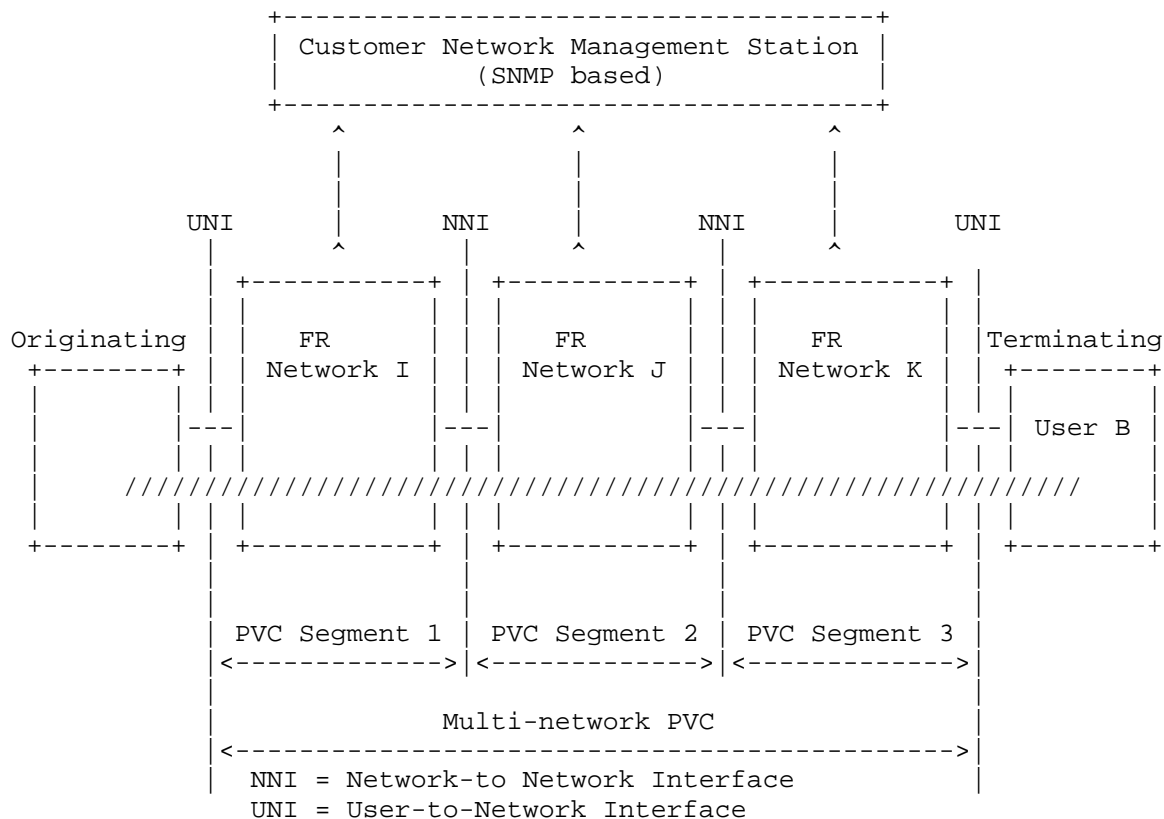 Customer Network Management Station
(SNMP based)
UNI NNI NNI UNI
Originating FR FR FR Terminating
Network I Network J Network K
User B
PVC Segment 1 PVC Segment 2 PVC Segment 3
Multi-network PVC
NNI = Network-to Network Interface
UNI = User-to-Network Interface